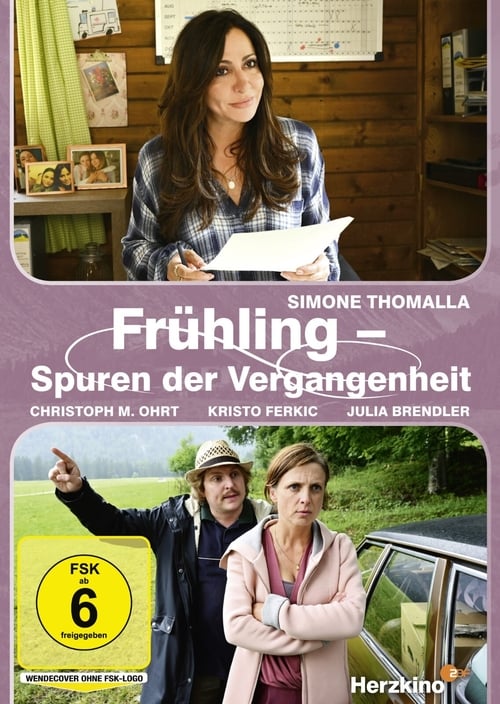 SIMONE THOMALLA
Frühling –
Spuren der Vergangenheit
CHRISTOPH M. OHRT KRISTO FERKIC JULIA BRENDLER
FSK
ab
6
freigegeben
WENDECOVER OHNE FSK-LOGO
Herzkino ZDF